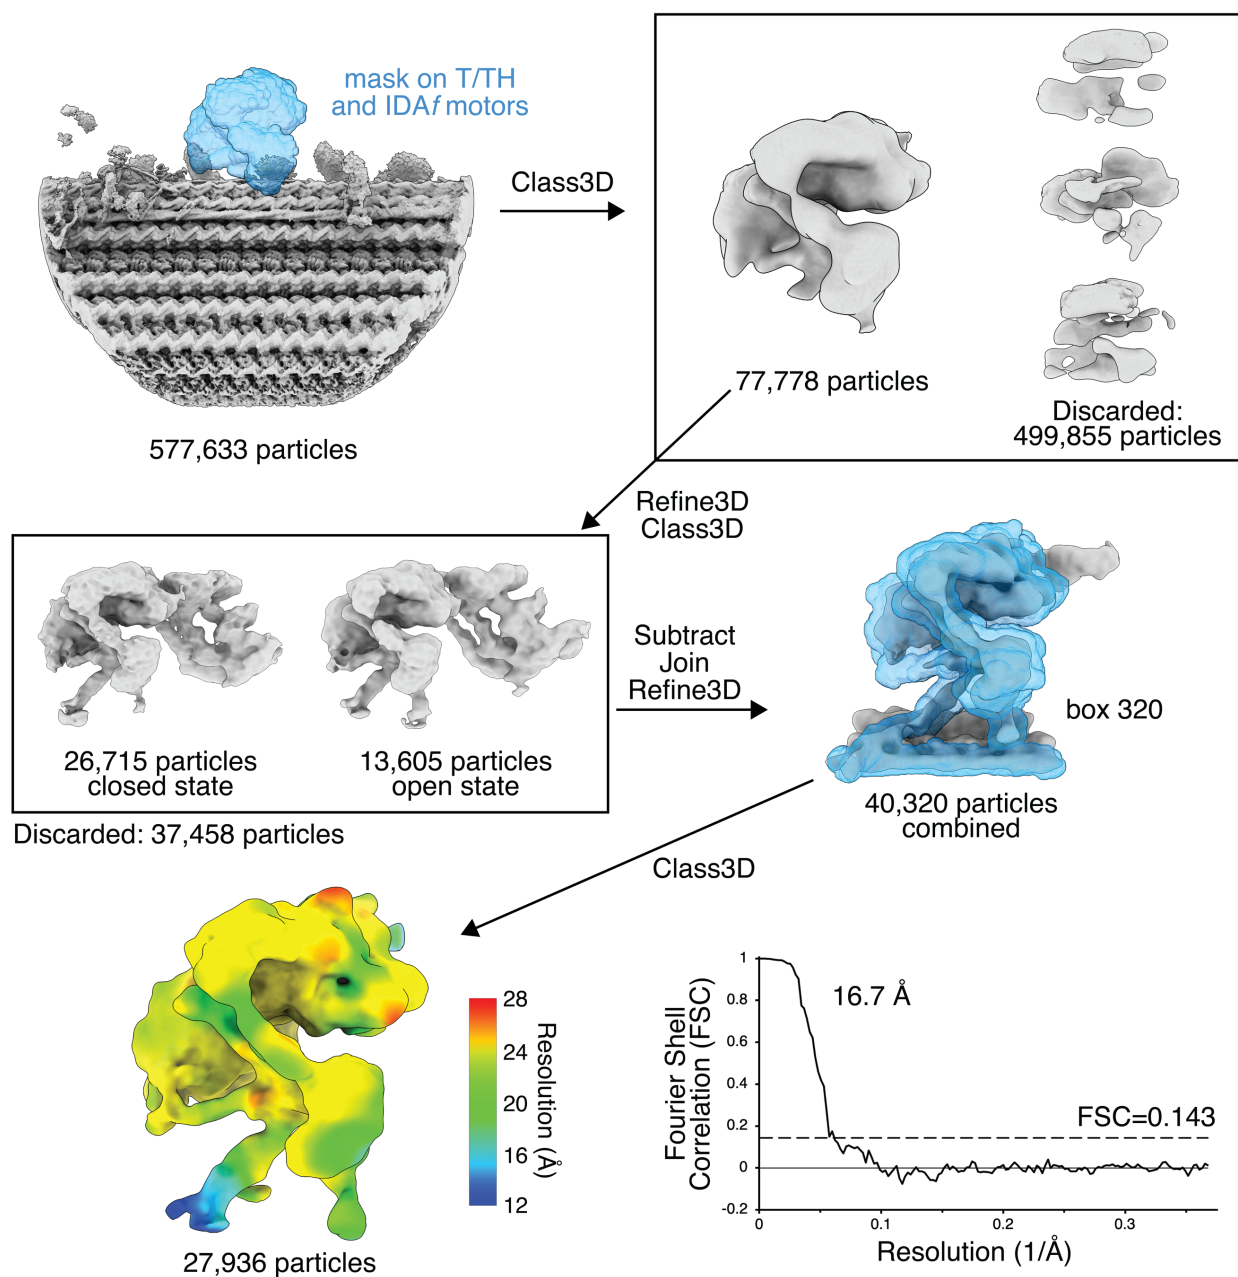 mask on T/TH
and IDAf motors
Class3D
577,633 particles
77,778 particles
Discarded:
499,855 particles
Refine3D
Class3D
26,715 particles
closed state
13,605 particles
open state
Discarded: 37,458 particles
Subtract
Join
Refine3D
box 320
40,320 particles
combined
Class3D
28
24
20
16
12
Resolution (Å)
27,936 particles
Fourier Shell
Correlation (FSC)
1
0.8
0.6
0.4
0.2
0
-0.2
16.7 Å
FSC=0.143
0
0.1
0.2
0.3
Resolution (1/Å)